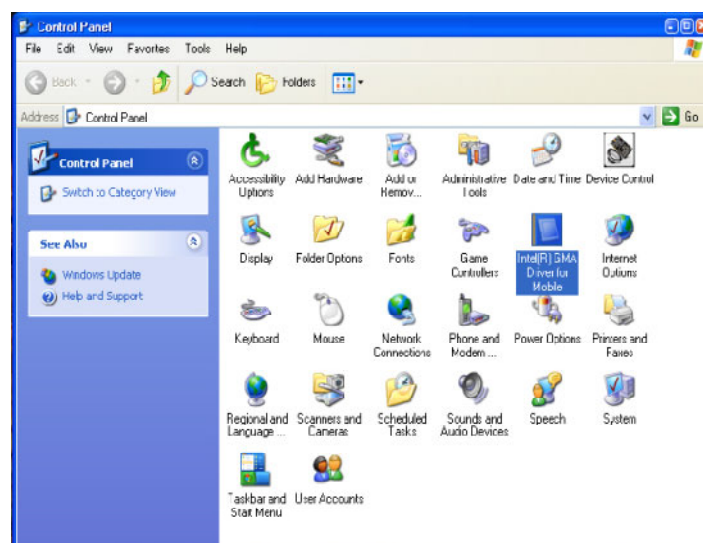 Control Panel
File Edit View Favorites Tools Help
Back Search Folders
Address Control Panel Go
Control Panel
Switch to Category View
See Also
Windows Update
Help and Support
Accessibility Options
Add Hardware
Add or Remov...
Administrative Tools
Date and Time
Device Control
Display
Folder Options
Fonts
Game Controllers
Intel(R) GMA Driver for Mobile
Internet Options
Keyboard
Mouse
Network Connections
Phone and Modem ...
Power Options
Printers and Faxes
Regional and Language ...
Scanners and Cameras
Scheduled Tasks
Sounds and Audio Devices
Speech
System
Taskbar and Start Menu
User Accounts